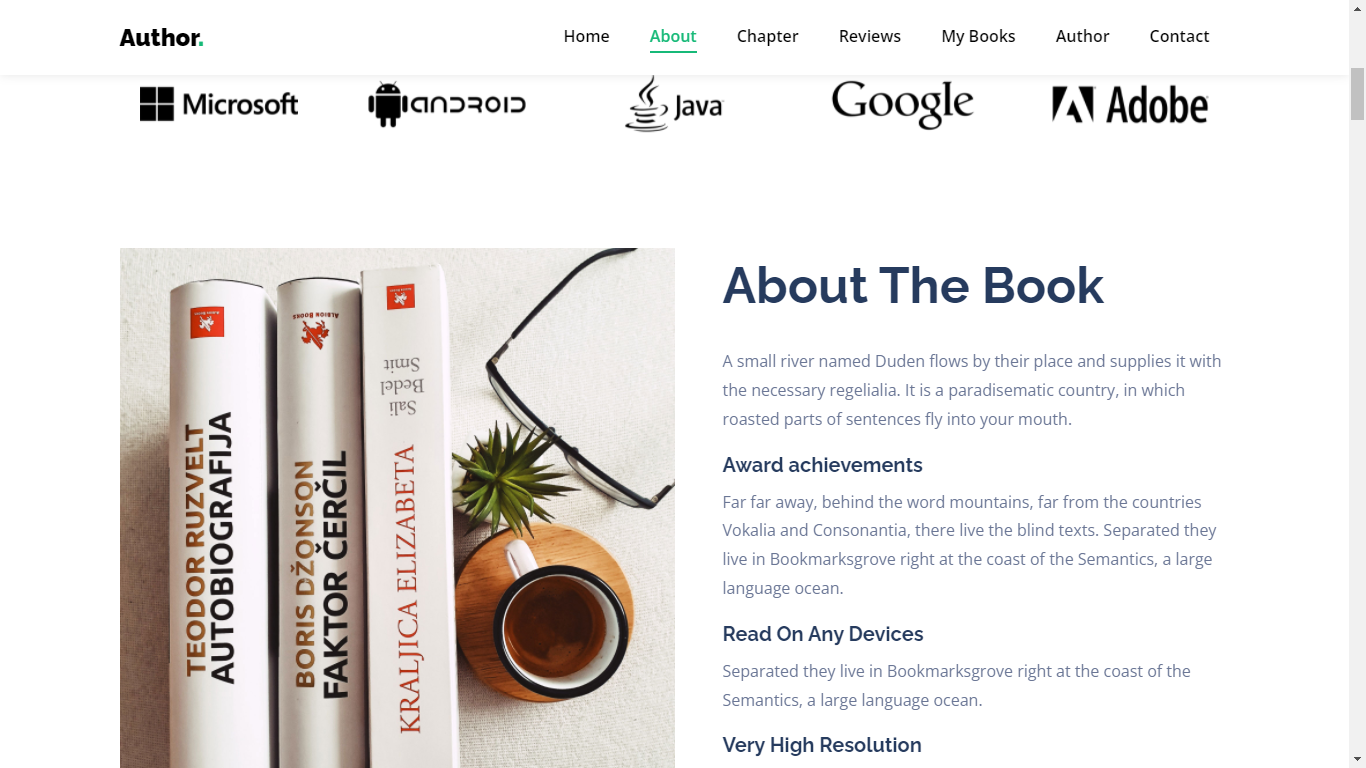 Author.
Home
About
Chapter
Reviews
My Books
Author
Contact
Microsoft
ANDROID
Java
Google
Adobe
TEODOR RUZVELT
AUTOBIOGRAFIJA
ALBION BOOKS
BORIS DŽONSON
FAKTOR ČERČIL
Sali
Bedel
Smit
KRALJICA ELIZABETA
About The Book
A small river named Duden flows by their place and supplies it with
the necessary regelialia. It is a paradisematic country, in which
roasted parts of sentences fly into your mouth.
Award achievements
Far far away, behind the word mountains, far from the countries
Vokalia and Consonantia, there live the blind texts. Separated they
live in Bookmarksgrove right at the coast of the Semantics, a large
language ocean.
Read On Any Devices
Separated they live in Bookmarksgrove right at the coast of the
Semantics, a large language ocean.
Very High Resolution